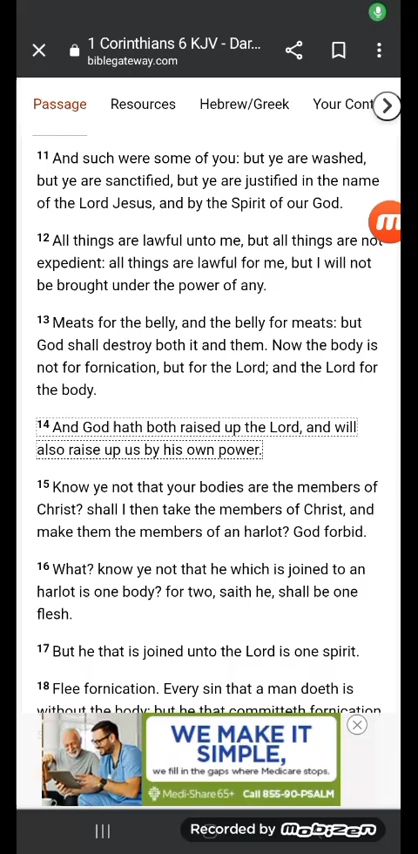 1 Corinthians 6 KJV - Dar...
biblegateway.com
Passage Resources Hebrew/Greek Your Cont
11 And such were some of you: but ye are washed,
but ye are sanctified, but ye are justified in the name
of the Lord Jesus, and by the Spirit of our God.
12 All things are lawful unto me, but all things are not
expedient: all things are lawful for me, but I will not
be brought under the power of any.
13 Meats for the belly, and the belly for meats: but
God shall destroy both it and them. Now the body is
not for fornication, but for the Lord; and the Lord for
the body.
14 And God hath both raised up the Lord, and will
also raise up us by his own power.
15 Know ye not that your bodies are the members of
Christ? shall I then take the members of Christ, and
make them the members of an harlot? God forbid.
16 What? know ye not that he which is joined to an
harlot is one body? for two, saith he, shall be one
flesh.
17 But he that is joined unto the Lord is one spirit.
18 Flee fornication. Every sin that a man doeth is
without the body; but he that committeth fornication
WE MAKE IT
SIMPLE,
we fill in the gaps where Medicare stops.
Medi-Share 65+ Call 855-90-PSALM
Recorded by mobizen